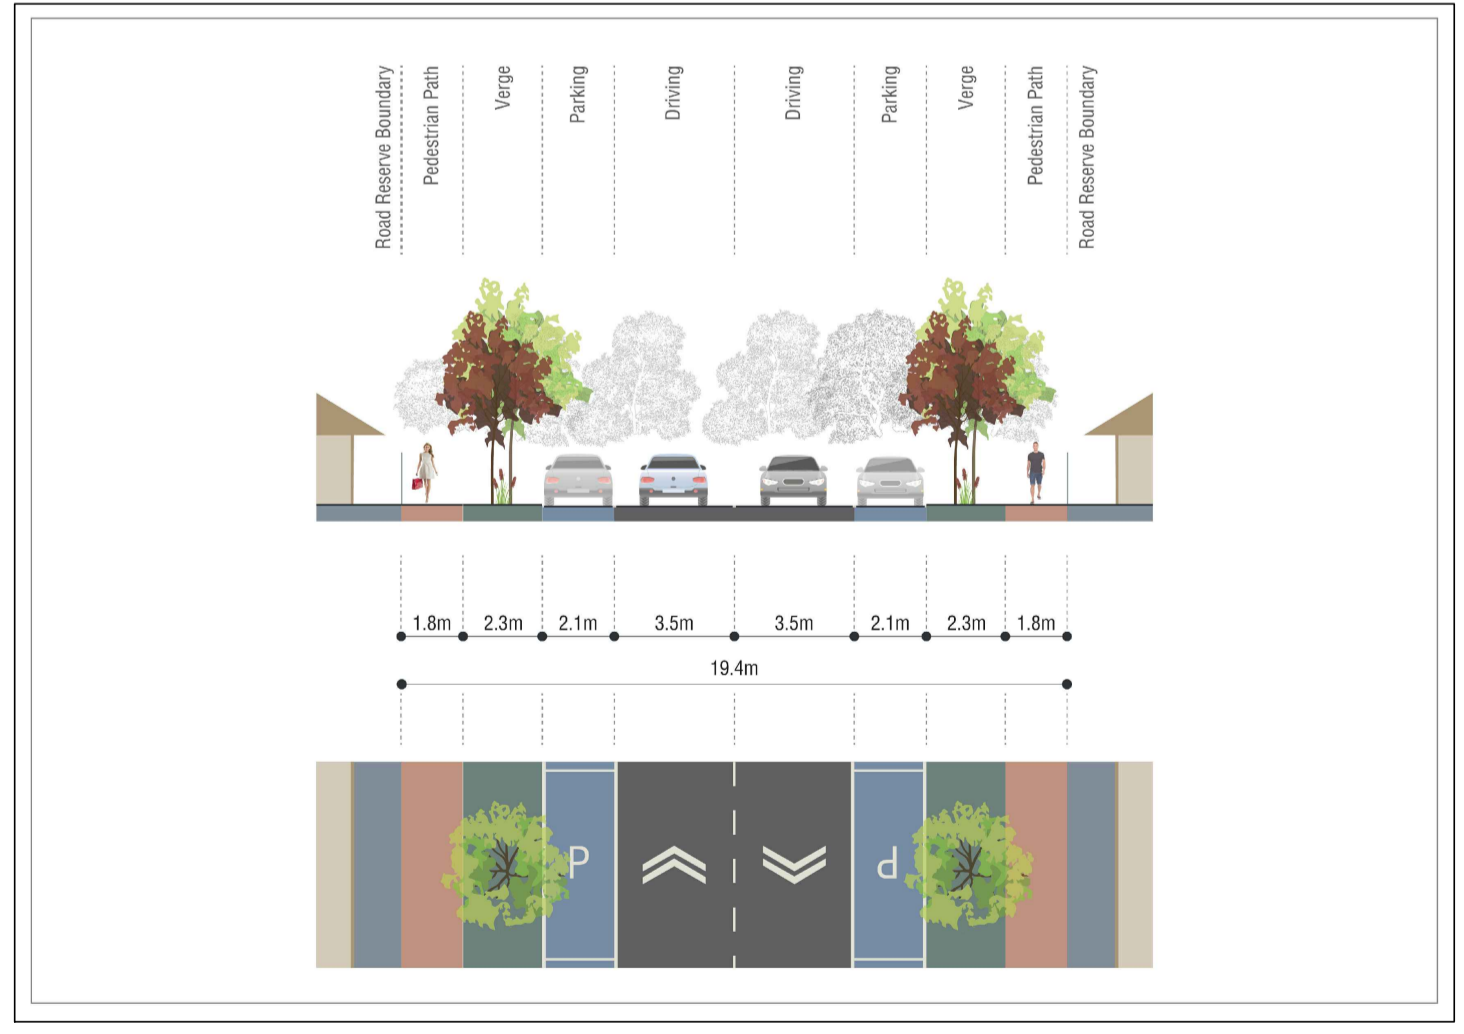 Road Reserve Boundary
Pedestrian Path
Verge
Parking
Driving
Driving
Parking
Verge
Pedestrian Path
Road Reserve Boundary
1.8m
2.3m
2.1m
3.5m
3.5m
2.1m
2.3m
1.8m
19.4m
P
P